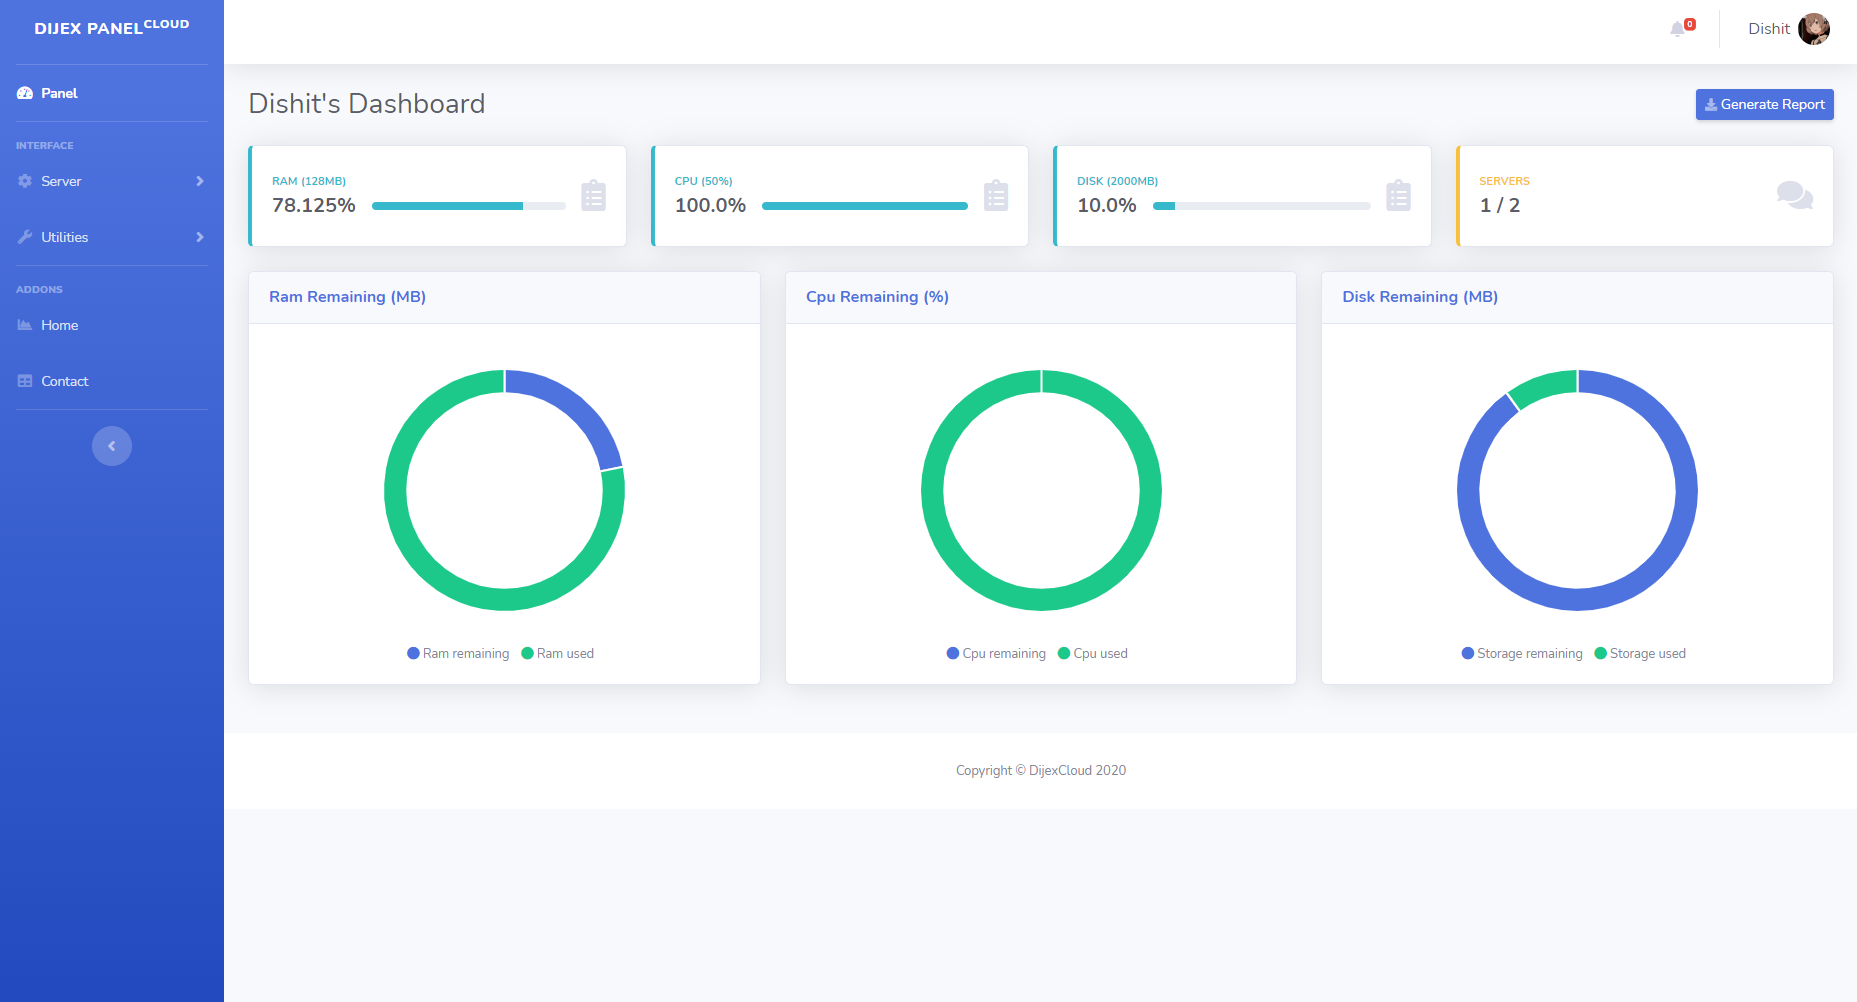 DIJEX PANELCLOUD
Panel
INTERFACE
Server
Utilities
ADDONS
Home
Contact
0
Dishit
Dishit's Dashboard
Generate Report
RAM (128MB)
78.125%
CPU (50%)
100.0%
DISK (2000MB)
10.0%
SERVERS
1 / 2
Ram Remaining (MB)
Ram remaining Ram used
Cpu Remaining (%)
Cpu remaining Cpu used
Disk Remaining (MB)
Storage remaining Storage used
Copyright © DijexCloud 2020